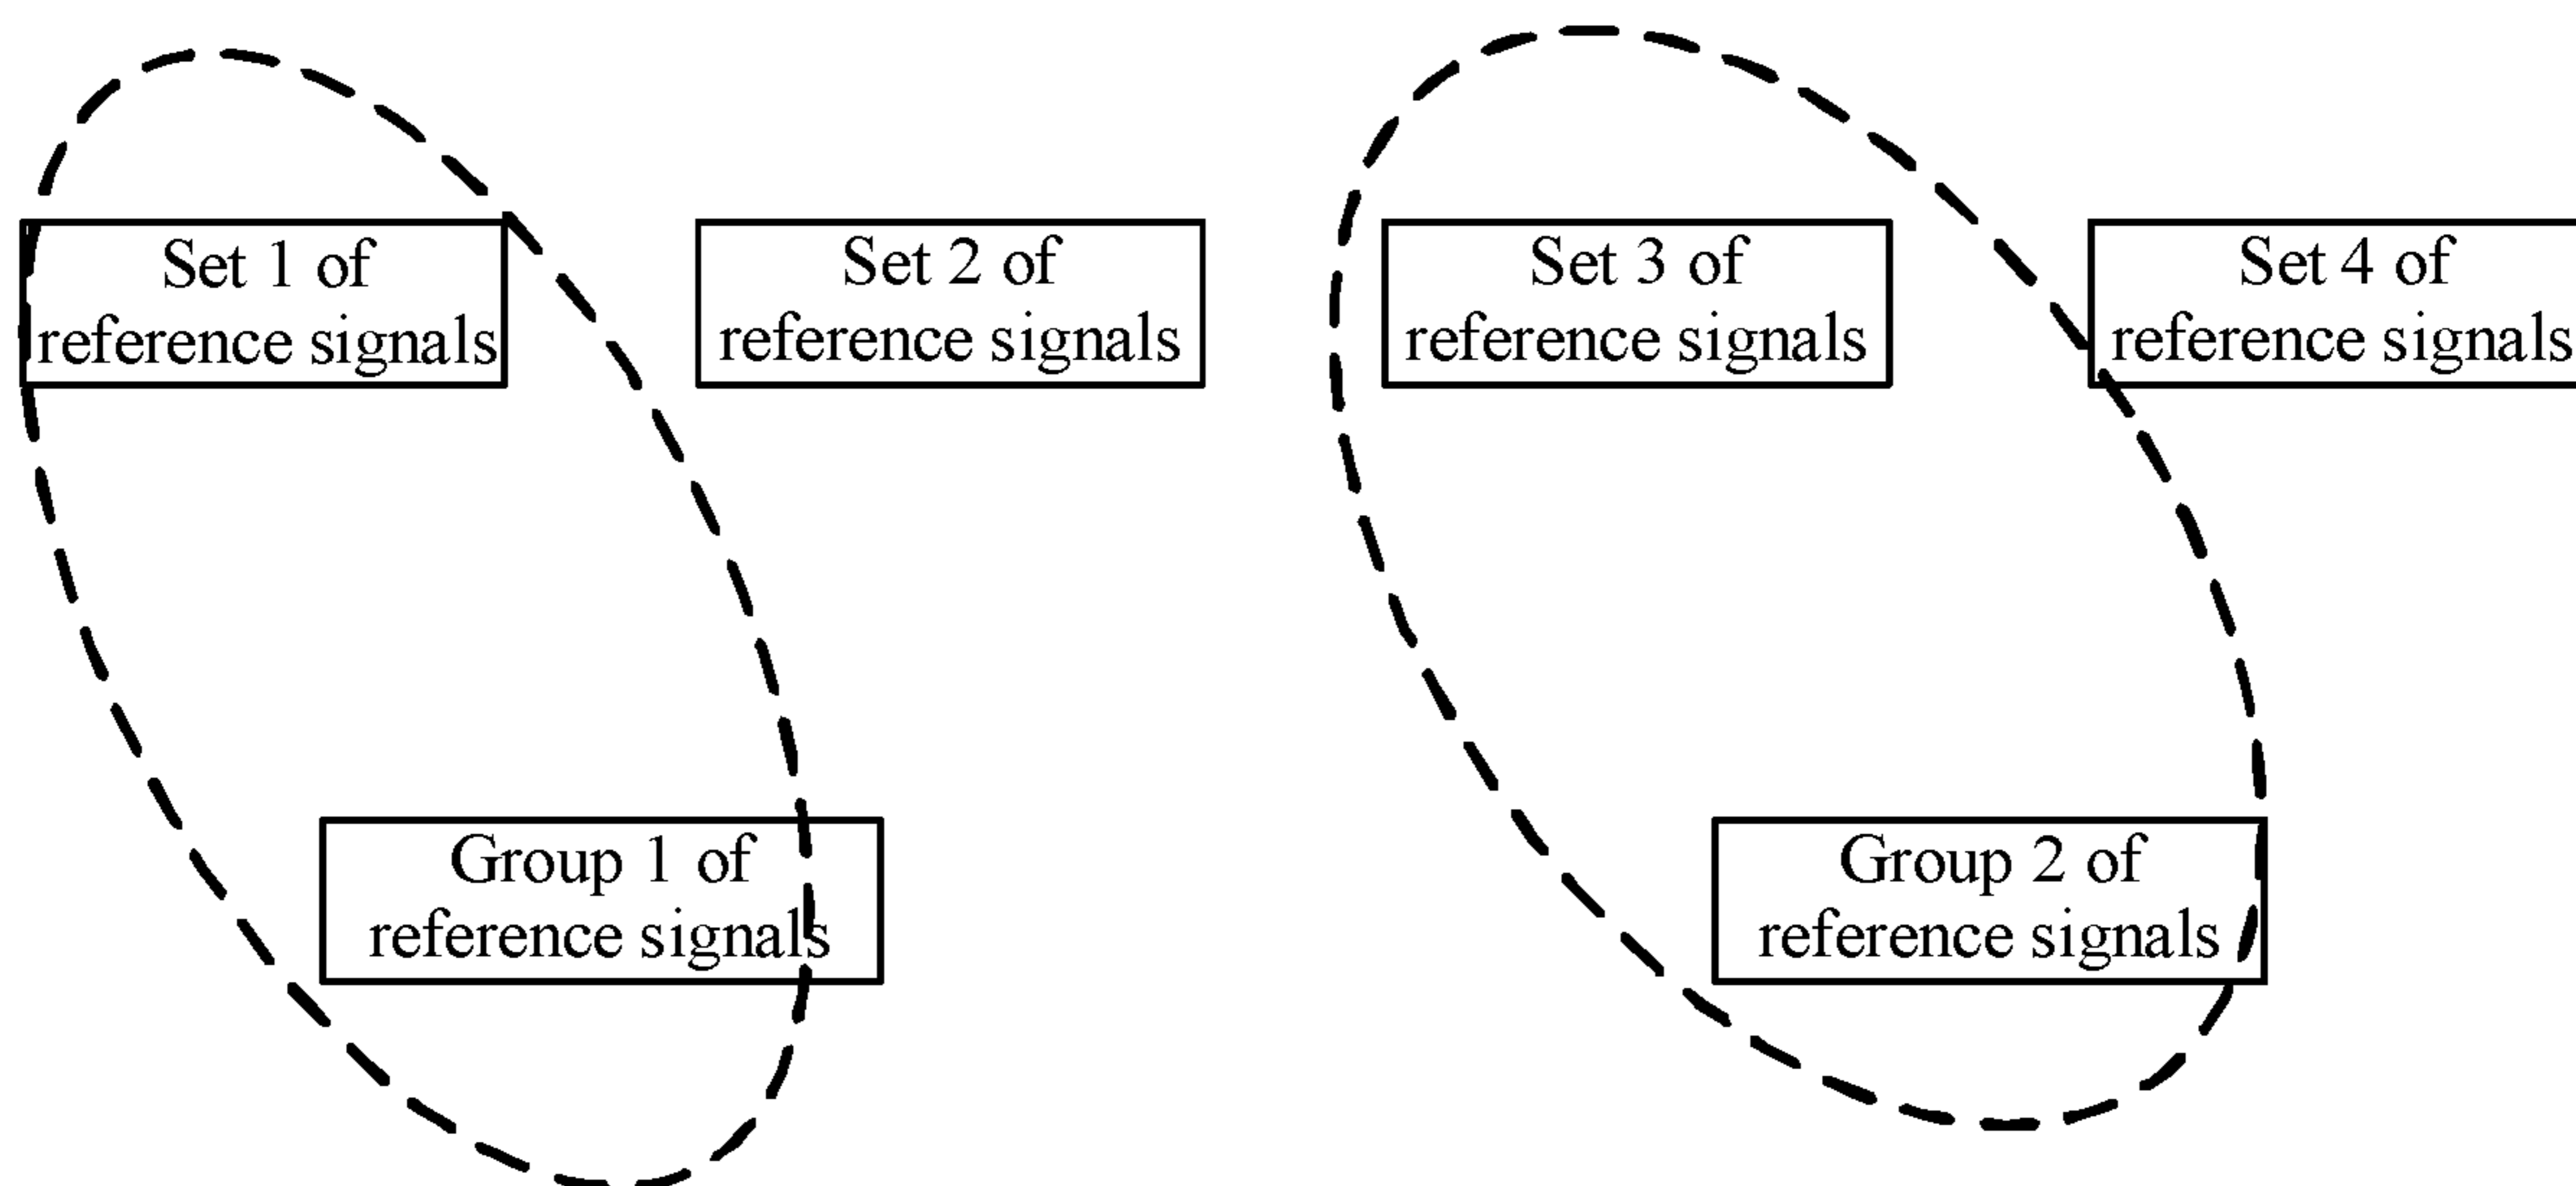 Set 1 of
reference signals
Set 2 of
reference signals
Set 3 of
reference signals
Set 4 of
reference signals
Group 1 of
reference signals
Group 2 of
reference signals